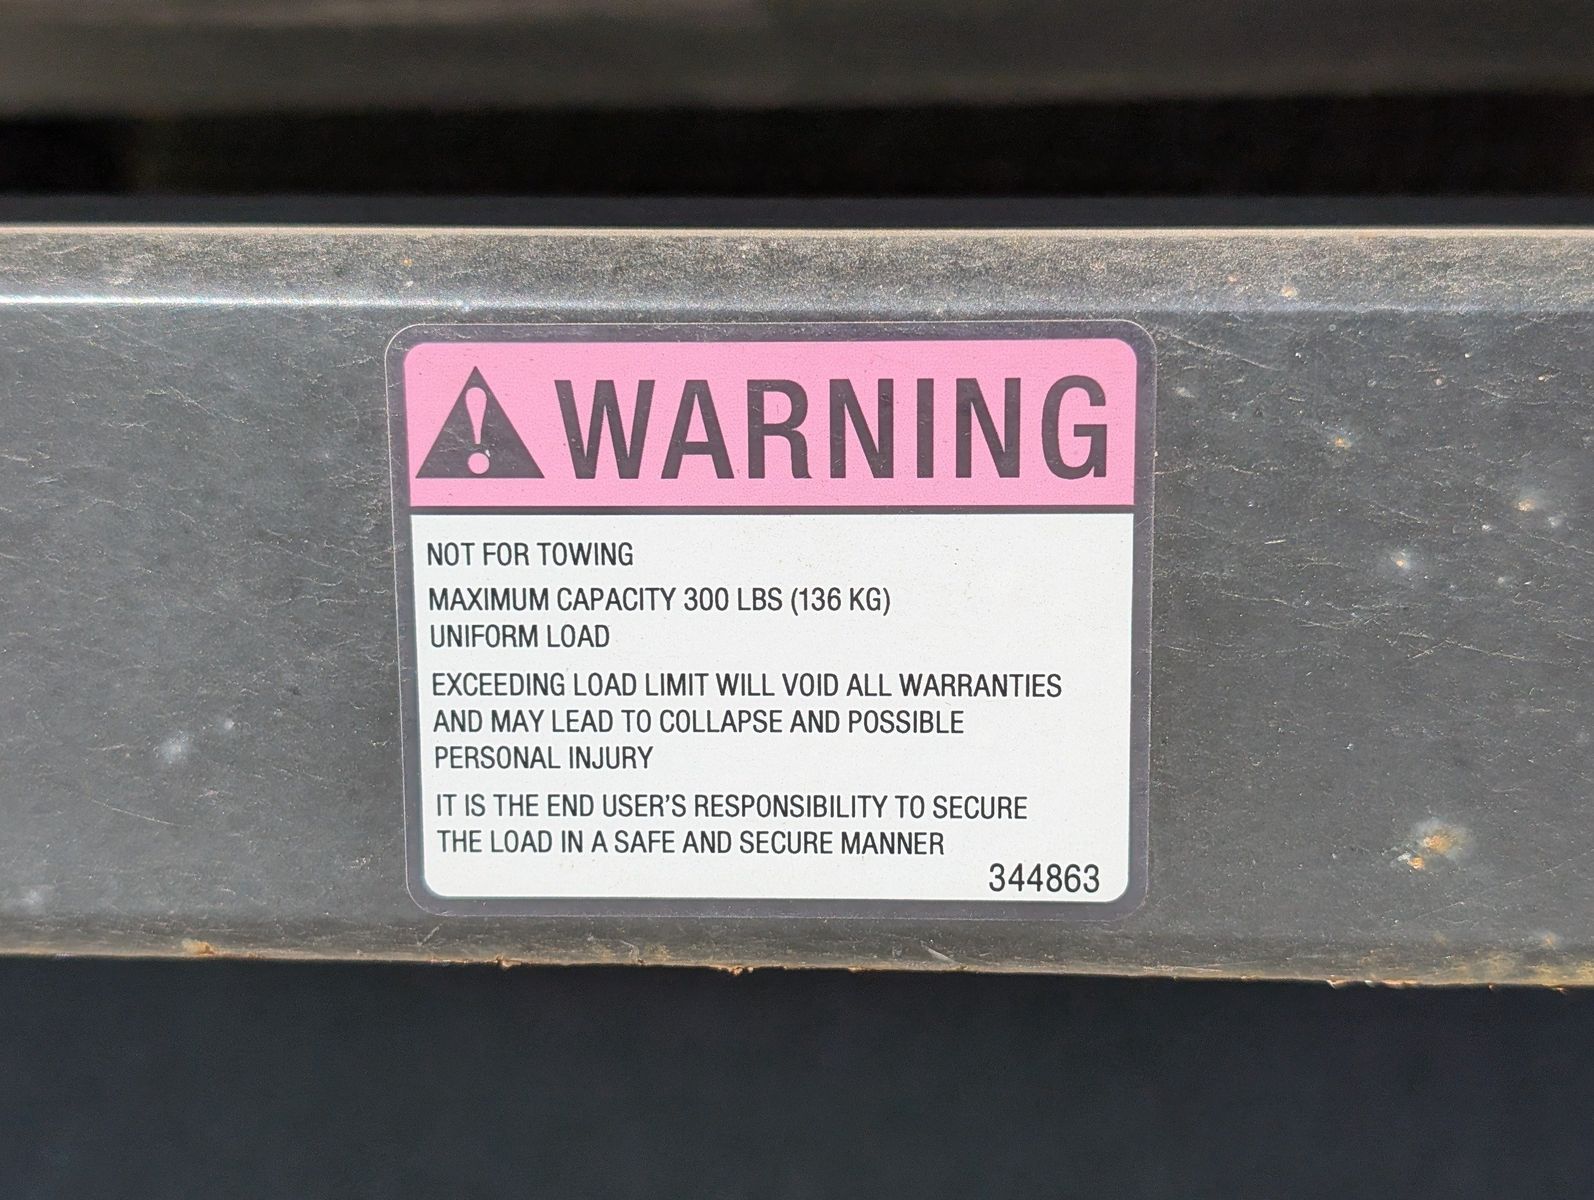 WARNING
NOT FOR TOWING
MAXIMUM CAPACITY 300 LBS (136 KG)
UNIFORM LOAD
EXCEEDING LOAD LIMIT WILL VOID ALL WARRANTIES
AND MAY LEAD TO COLLAPSE AND POSSIBLE
PERSONAL INJURY
IT IS THE END USER'S RESPONSIBILITY TO SECURE
THE LOAD IN A SAFE AND SECURE MANNER
344863